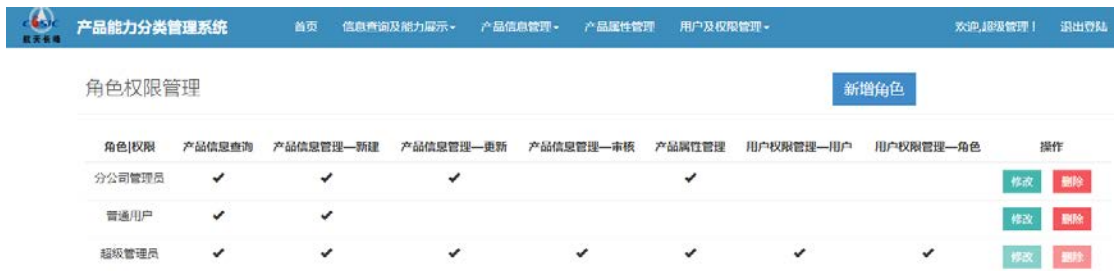 CASIC
航天长峰
产品能力分类管理系统 首页 信息查询及能力展示 产品信息管理 产品属性管理 用户及权限管理 欢迎,超级管理! 退出登陆
角色权限管理 新增角色
角色|权限 产品信息查询 产品信息管理—新建 产品信息管理—更新 产品信息管理—审核 产品属性管理 用户权限管理—用户 用户权限管理—角色 操作
分公司管理员 ✔ ✔ ✔ ✔ 修改 删除
普通用户 ✔ ✔ 修改 删除
超级管理员 ✔ ✔ ✔ ✔ ✔ ✔ ✔ 修改 删除